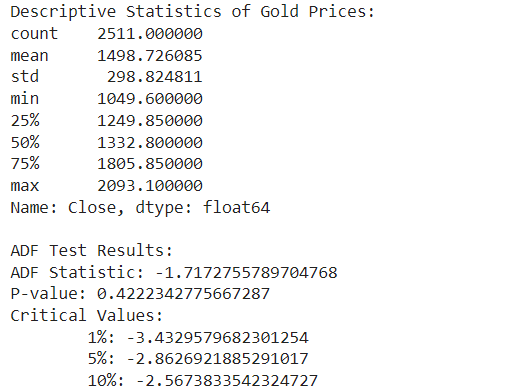 Descriptive Statistics of Gold Prices:
count    2511.000000
mean     1498.726085
std       298.824811
min      1049.600000
25%      1249.850000
50%      1332.800000
75%      1805.850000
max      2093.100000
Name: Close, dtype: float64

ADF Test Results:
ADF Statistic: -1.7172755789704768
P-value: 0.4222342775667287
Critical Values:
        1%: -3.4329579682301254
        5%: -2.8626921885291017
        10%: -2.5673833542324727